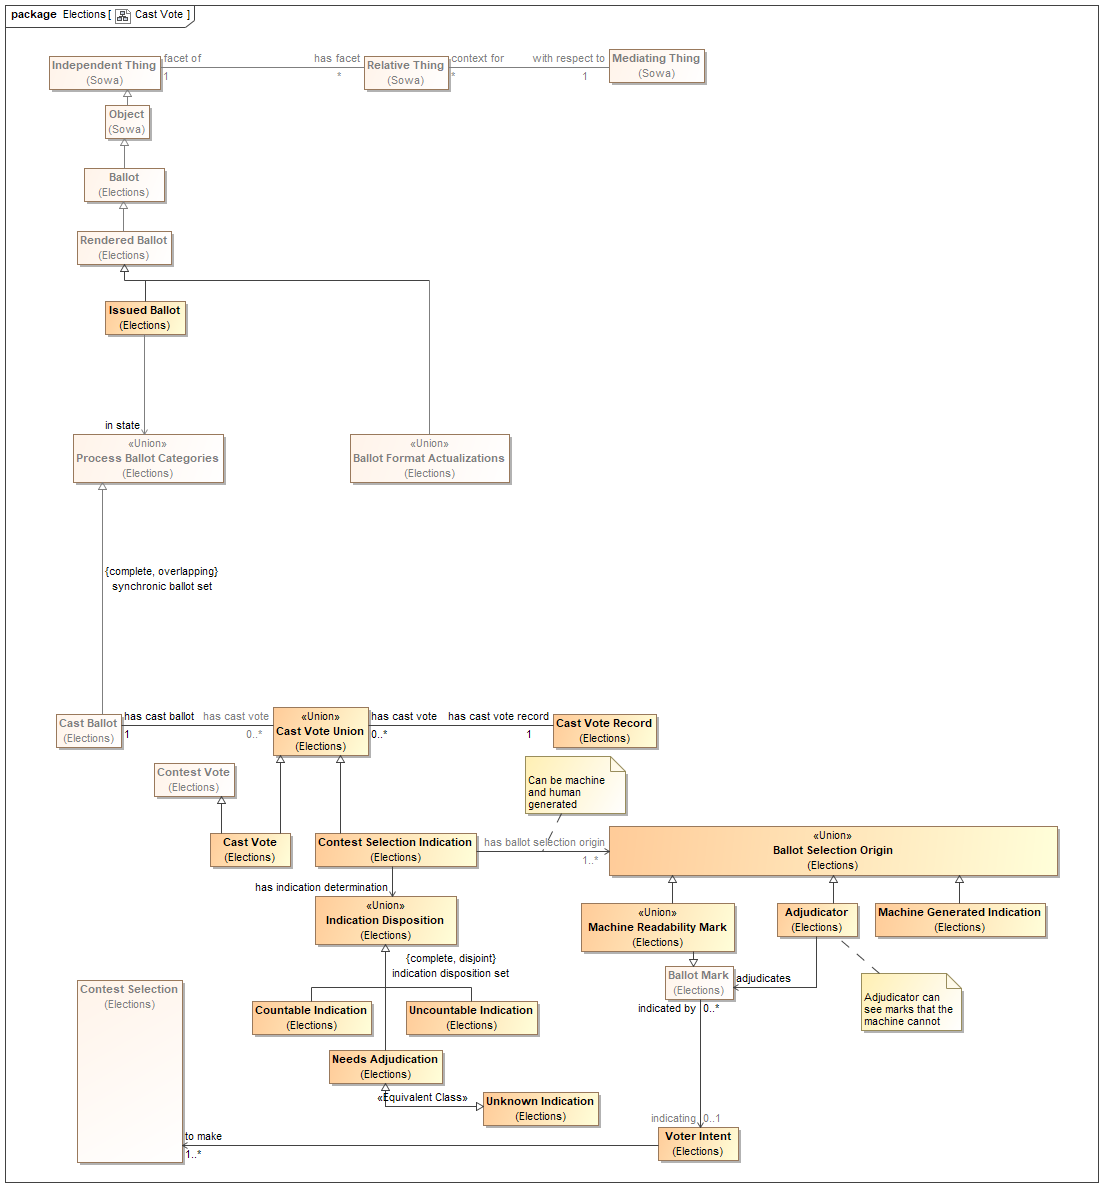 package Elections [ Cast Vote ]
Independent Thing
(Sowa)
facet of
1
has facet
*
Relative Thing
(Sowa)
context for
*
with respect to
1
Mediating Thing
(Sowa)
Object
(Sowa)
Ballot
(Elections)
Rendered Ballot
(Elections)
Issued Ballot
(Elections)
in state
«Union»
Process Ballot Categories
(Elections)
«Union»
Ballot Format Actualizations
(Elections)
{complete, overlapping}
synchronic ballot set
Cast Ballot
(Elections)
has cast ballot
1
has cast vote
0..*
«Union»
Cast Vote Union
(Elections)
has cast vote
0..*
has cast vote record
1
Cast Vote Record
(Elections)
Contest Vote
(Elections)
Can be machine
and human
generated
Cast Vote
(Elections)
Contest Selection Indication
(Elections)
has ballot selection origin
1..*
«Union»
Ballot Selection Origin
(Elections)
has indication determination
«Union»
Indication Disposition
(Elections)
«Union»
Machine Readability Mark
(Elections)
Adjudicator
(Elections)
Machine Generated Indication
(Elections)
{complete, disjoint}
indication disposition set
Ballot Mark
(Elections)
adjudicates
Adjudicator can
see marks that the
machine cannot
Contest Selection
(Elections)
Countable Indication
(Elections)
Uncountable Indication
(Elections)
indicated by
0..*
Needs Adjudication
(Elections)
«Equivalent Class»
Unknown Indication
(Elections)
indicating
0..1
Voter Intent
(Elections)
to make
1..*